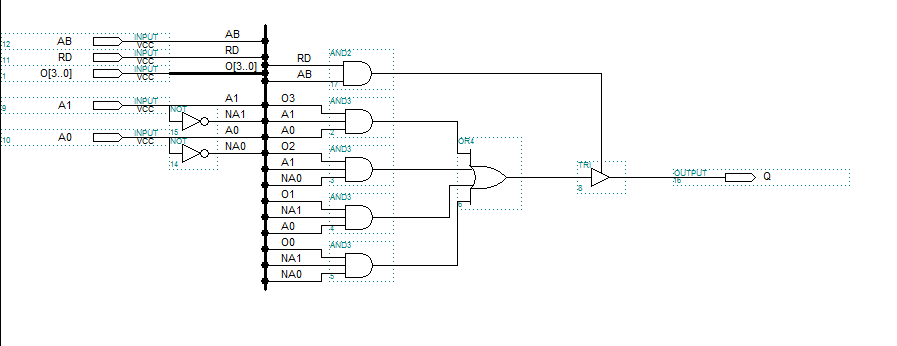 12 AB INPUT VCC AB
11 RD INPUT VCC RD
1 O[3..0] INPUT VCC O[3..0]
RD
AB
AND2
17
9 A1 INPUT VCC A1
NOT
15
NA1
10 A0 INPUT VCC A0
NOT
14
NA0
O3
A1
A0
AND3
2
O2
A1
NA0
AND3
3
O1
NA1
A0
AND3
4
O0
NA1
NA0
AND3
5
OR4
6
TRI
8
OUTPUT
16
Q